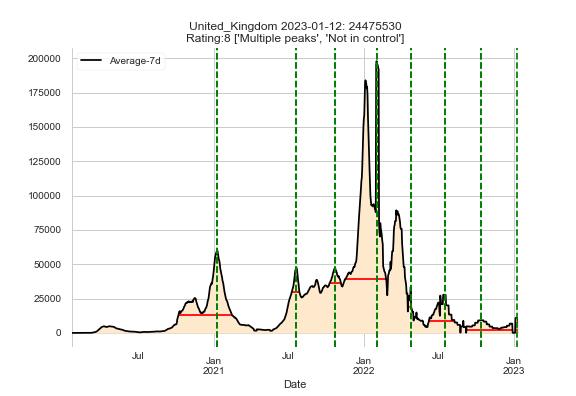 United_Kingdom 2023-01-12: 24475530
Rating:8 ['Multiple peaks', 'Not in control']
Average-7d
200000
175000
150000
125000
100000
75000
50000
25000
0
Jul
Jan
2021
Jul
Jan
2022
Jul
Jan
2023
Date